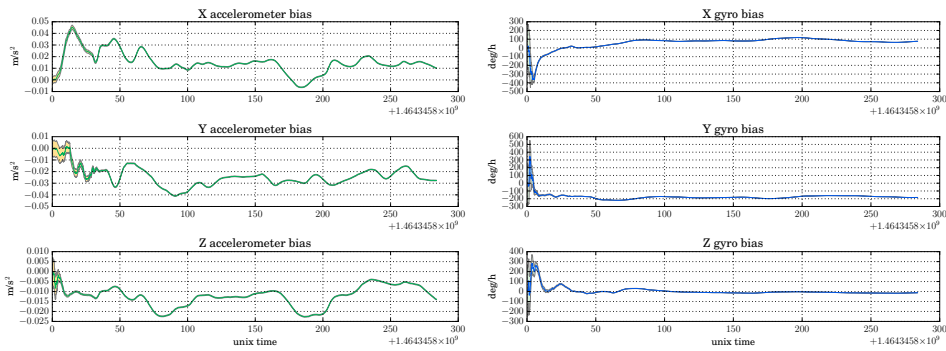 X accelerometer bias
m/s²
0.05
0.04
0.03
0.02
0.01
0.00
−0.01
0 50 100 150 200 250 300
+1.4643458×10⁹
X gyro bias
deg/h
300
200
100
0
−100
−200
−300
−400
−500
0 50 100 150 200 250 300
+1.4643458×10⁹
Y accelerometer bias
m/s²
0.01
0.00
−0.01
−0.02
−0.03
−0.04
−0.05
0 50 100 150 200 250 300
+1.4643458×10⁹
Y gyro bias
deg/h
600
500
400
300
200
100
0
−100
−200
−300
0 50 100 150 200 250 300
+1.4643458×10⁹
Z accelerometer bias
m/s²
0.010
0.005
0.000
−0.005
−0.010
−0.015
−0.020
−0.025
0 50 100 150 200 250 300
unix time
+1.4643458×10⁹
Z gyro bias
deg/h
400
300
200
100
0
−100
−200
−300
0 50 100 150 200 250 300
unix time
+1.4643458×10⁹